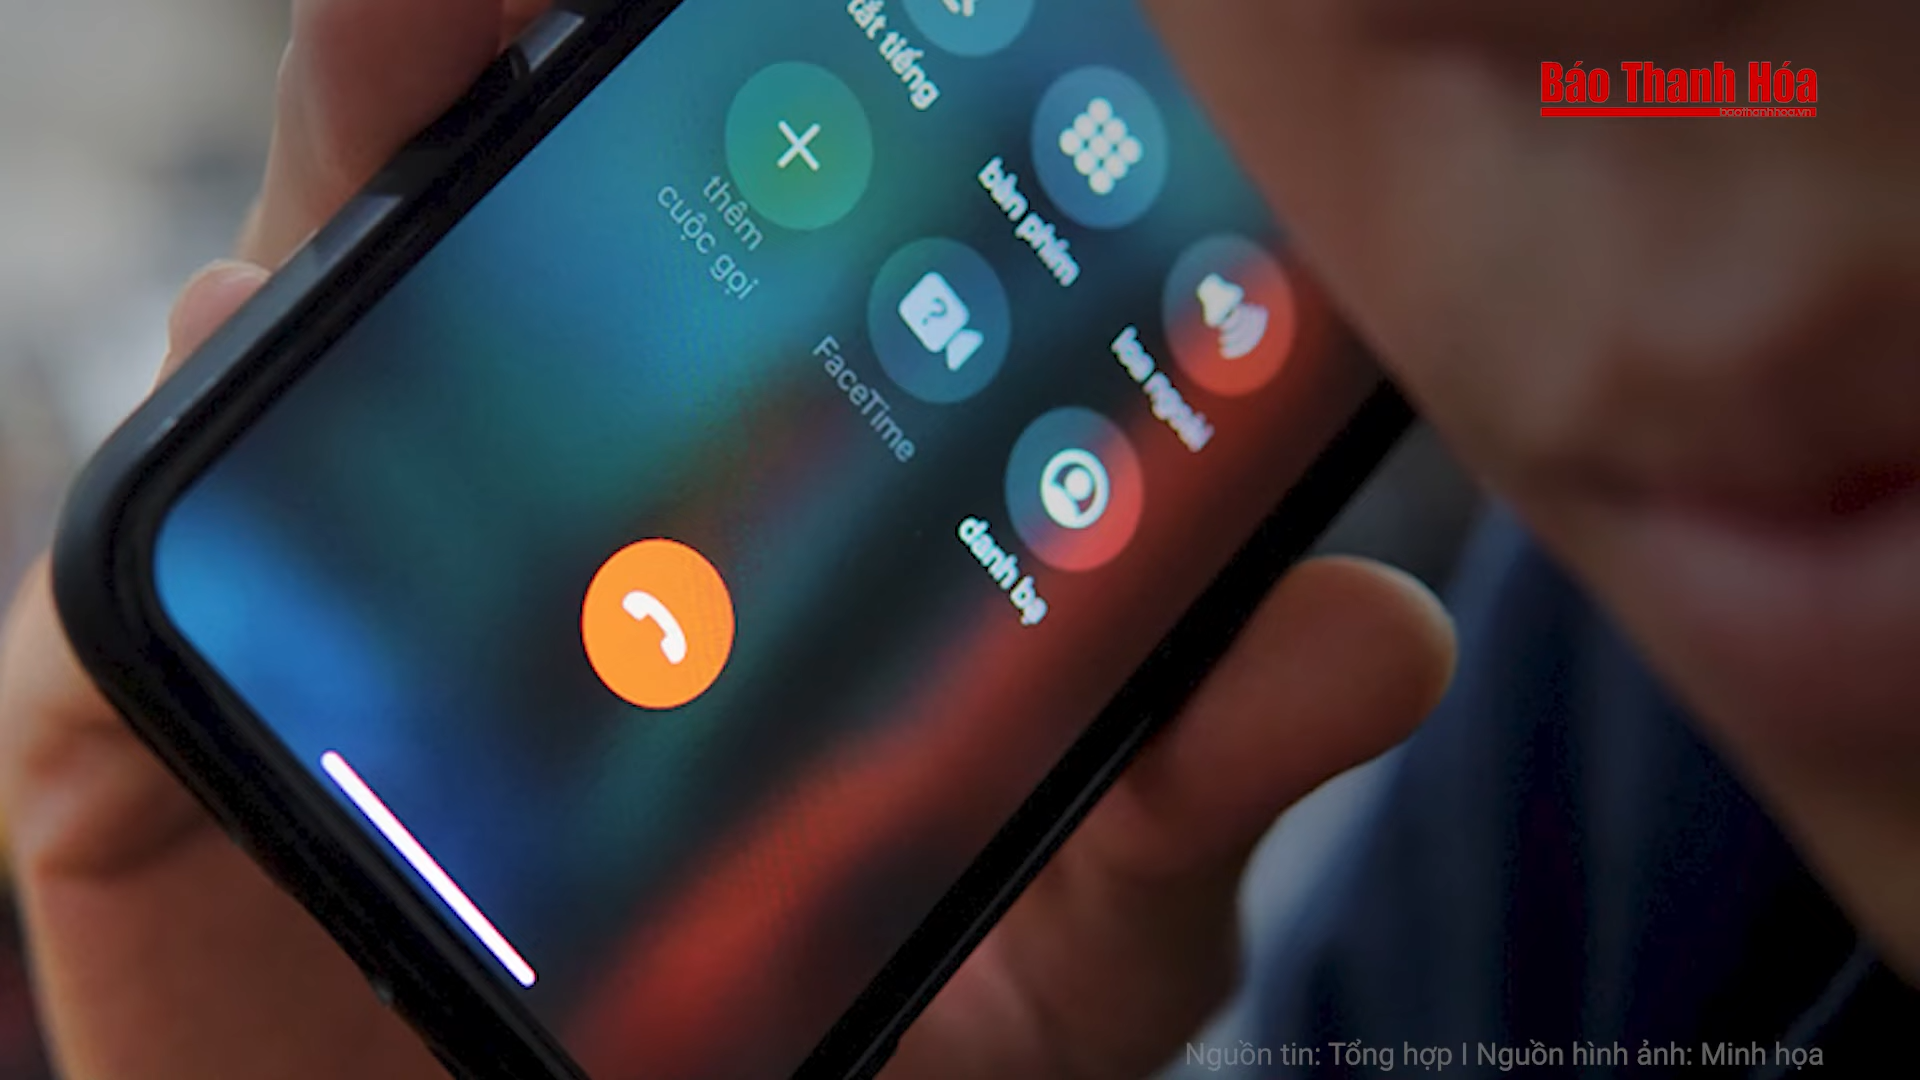 Báo Thanh Hóa
baothanhhoa.vn
tắt tiếng
bàn phím
loa ngoài
thêm
cuộc gọi
FaceTime
danh bạ
Nguồn tin: Tổng hợp I Nguồn hình ảnh: Minh họa